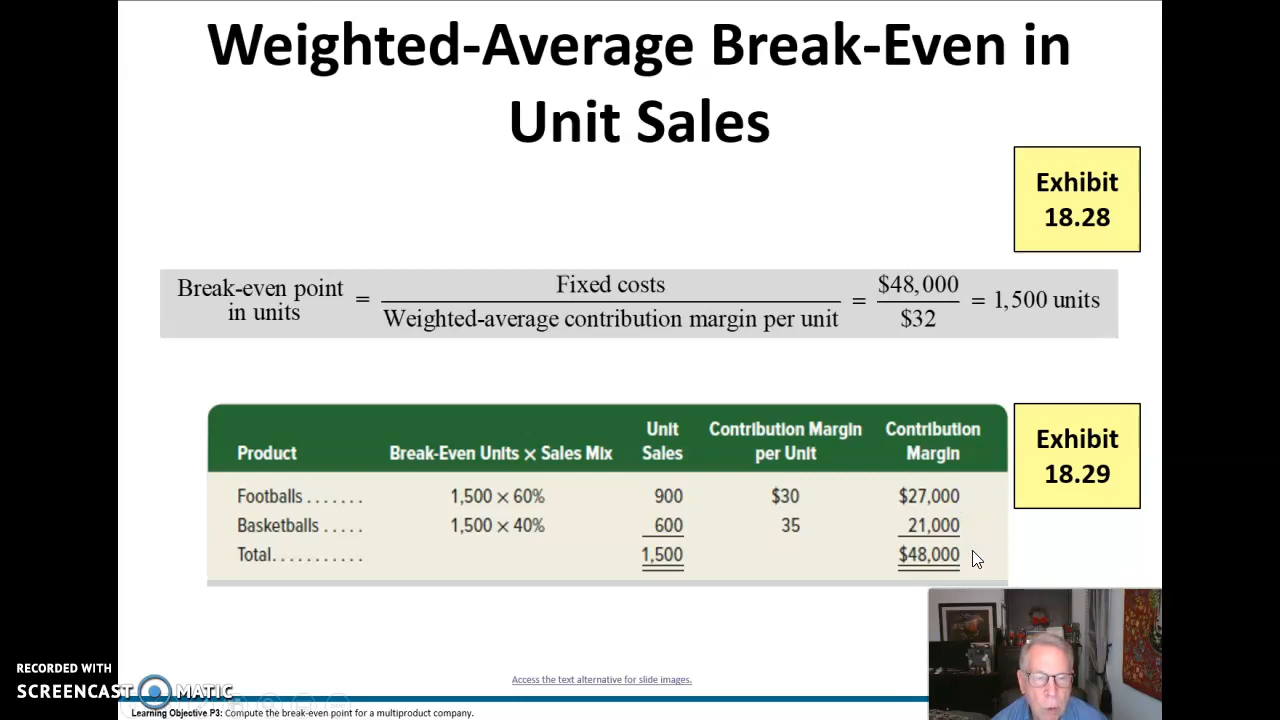 Weighted-Average Break-Even in
Unit Sales
Exhibit
18.28
Break-even point
in units
=
Fixed costs
Weighted-average contribution margin per unit
=
$48,000
$32
= 1,500 units
Exhibit
18.29
Product Break-Even Units × Sales Mix Unit Sales Contribution Margin per Unit Contribution Margin
Footballs ....... 1,500 × 60% 900 $30 $27,000
Basketballs ..... 1,500 × 40% 600 35 21,000
Total........... 1,500 $48,000
Access the text alternative for slide images.
RECORDED WITH
SCREENCAST MATIC
Learning Objective P3: Compute the break-even point for a multiproduct company.